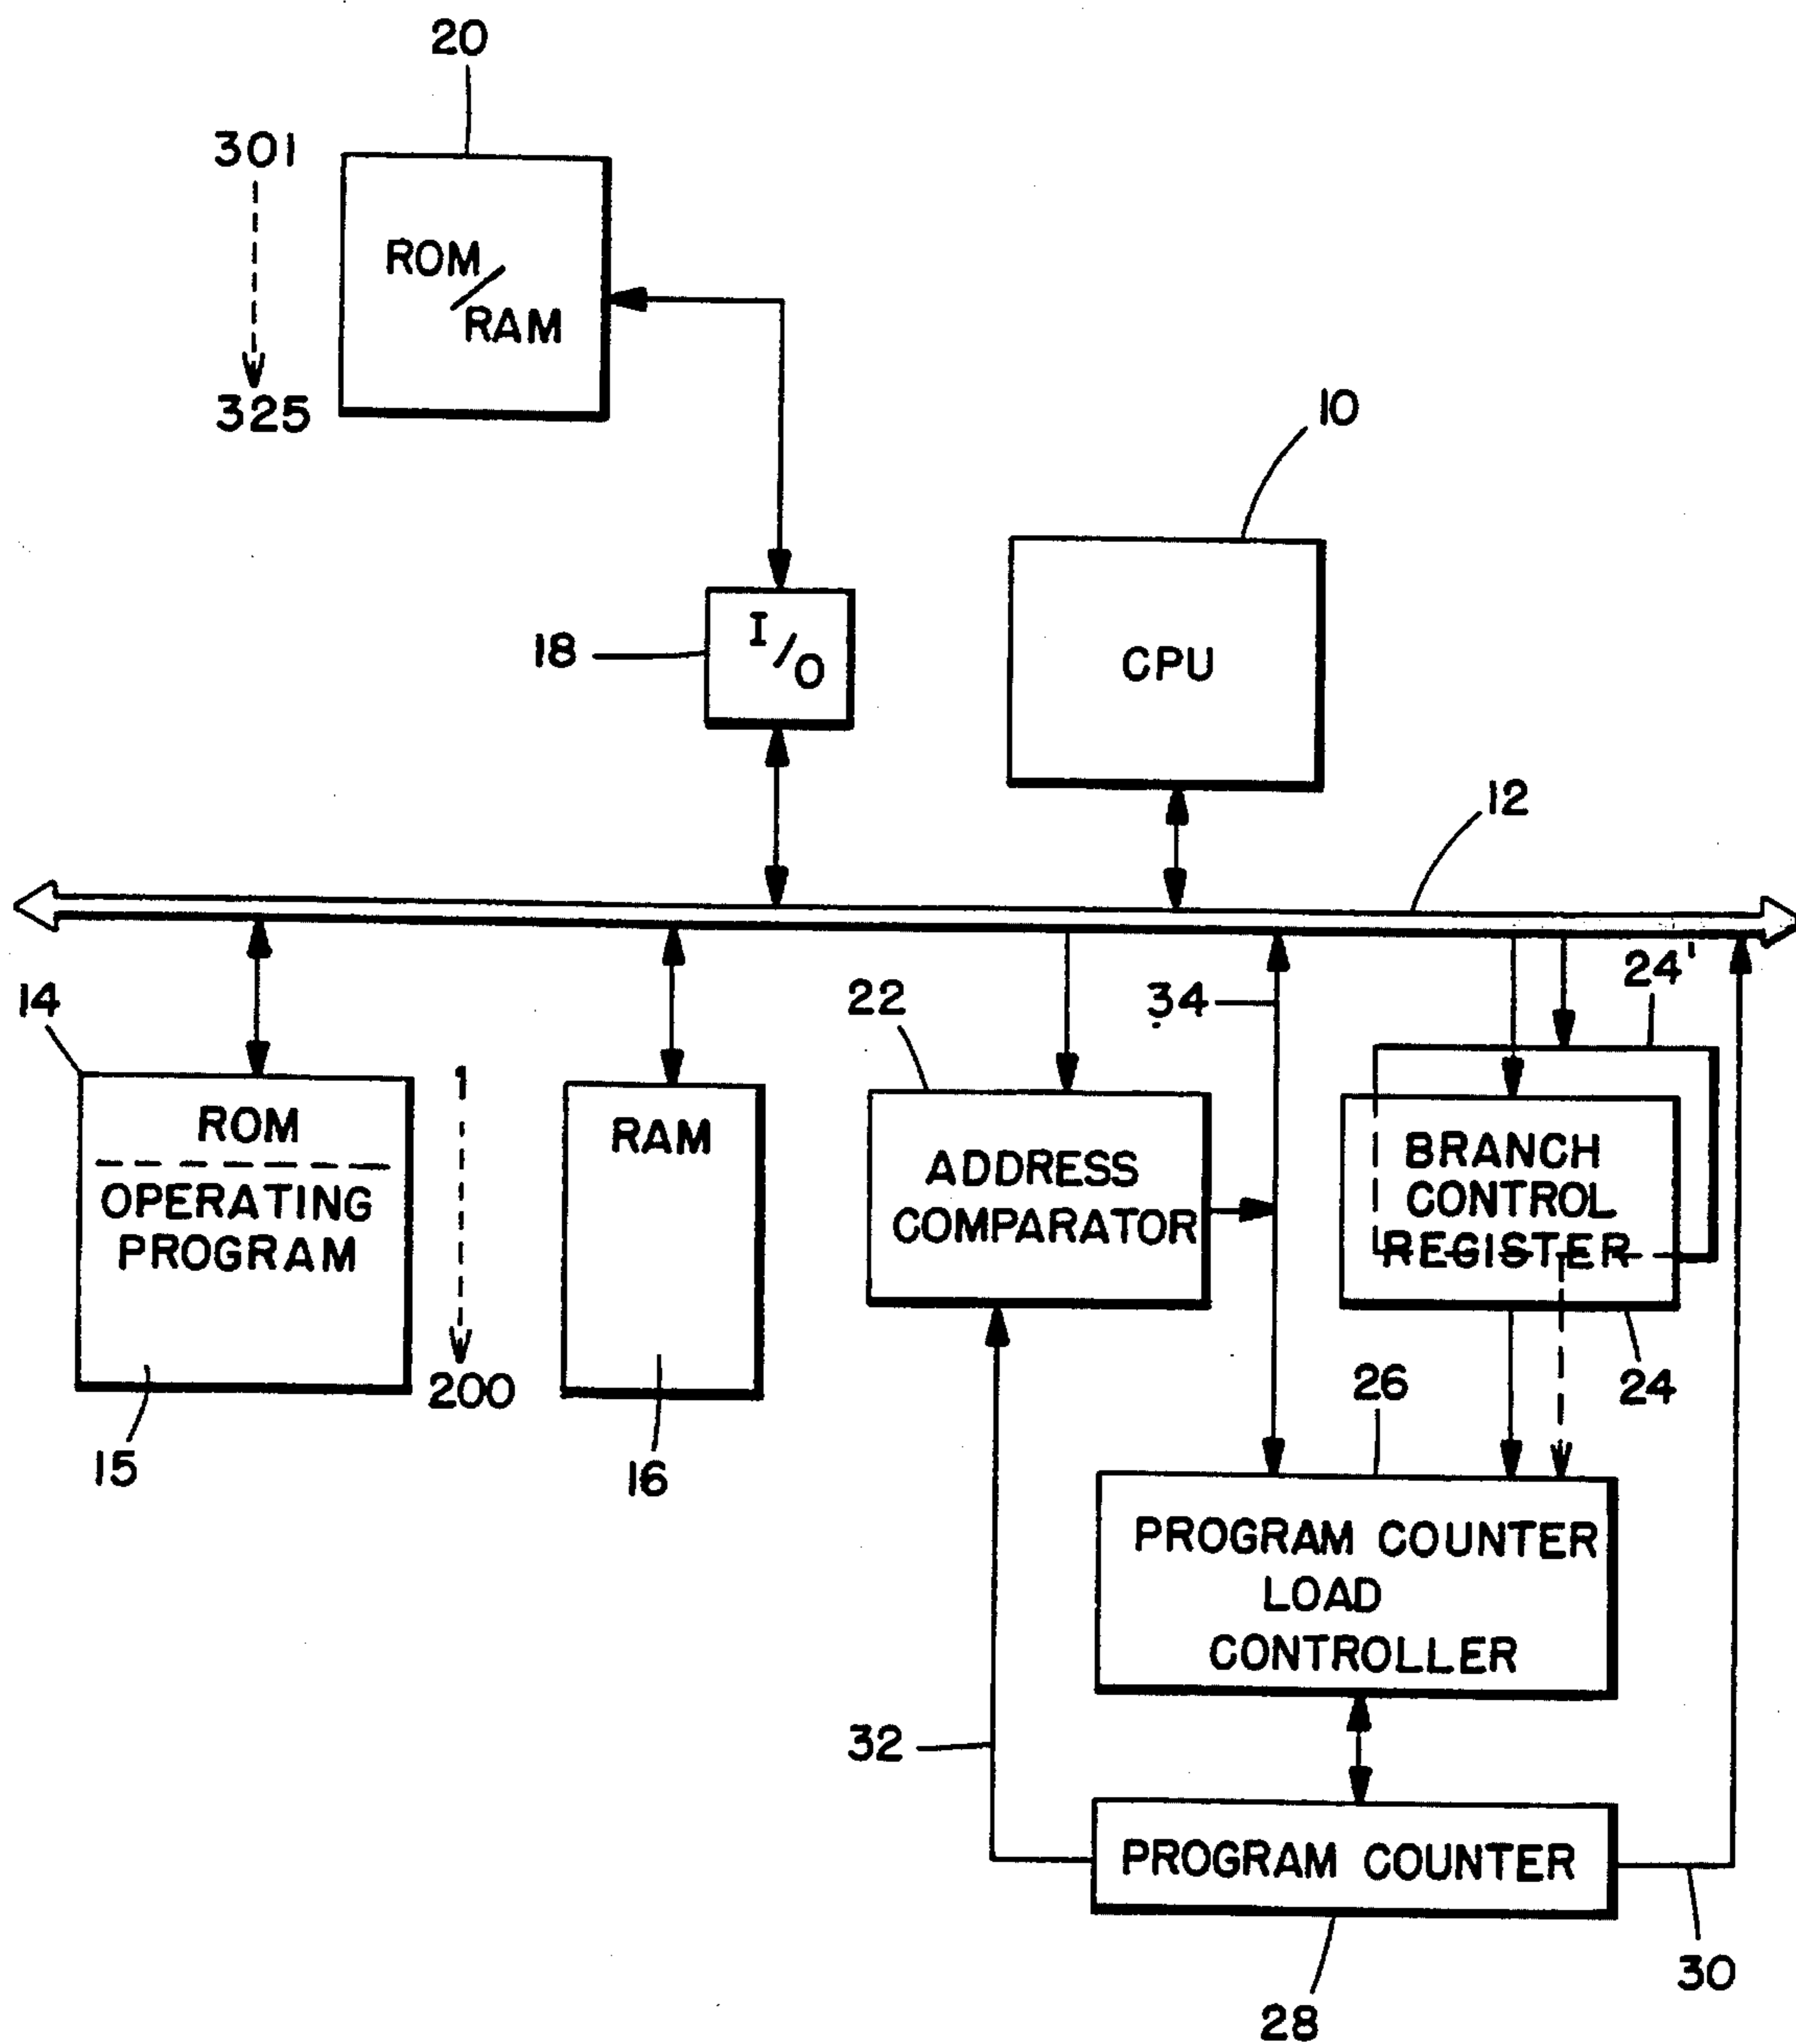 20
301
ROM/
RAM
325
10
18
I/O
CPU
12
24'
14
22
34
1
ROM
OPERATING
PROGRAM
RAM
ADDRESS
COMPARATOR
BRANCH
CONTROL
REGISTER
200
26
24
15
16
PROGRAM COUNTER
LOAD
CONTROLLER
32
PROGRAM COUNTER
30
28